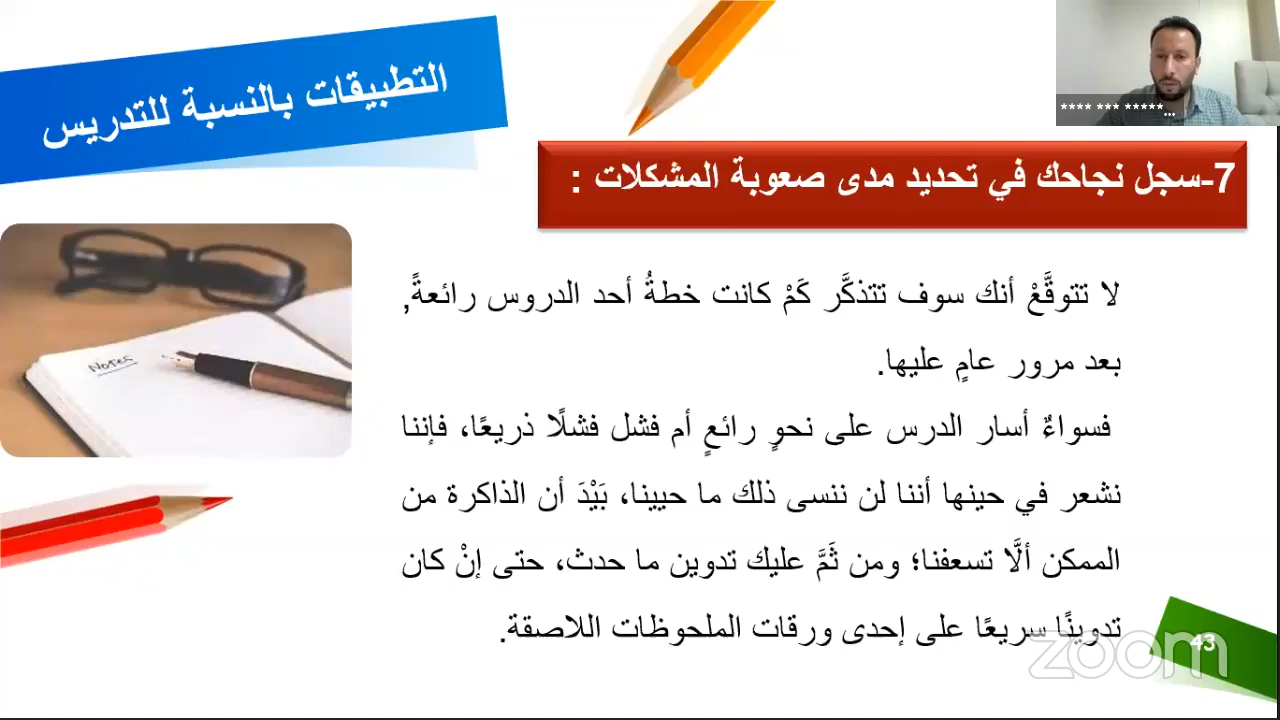 التطبيقات بالنسبة للتدريس
7-سجل نجاحك في تحديد مدى صعوبة المشكلات :
لا تتوقَّعْ أنك سوف تتذكَّر كَمْ كانت خطةُ أحد الدروس رائعةً,
بعد مرور عامٍ عليها.
فسواءٌ أسار الدرس على نحوٍ رائعٍ أم فشل فشلًا ذريعًا، فإننا
نشعر في حينها أننا لن ننسى ذلك ما حيينا، بَيْدَ أن الذاكرة من
الممكن ألَّا تسعفنا؛ ومن ثَمَّ عليك تدوين ما حدث، حتى إنْ كان
تدوينًا سريعًا على إحدى ورقات الملحوظات اللاصقة.
Notes
**** *** *****...
43
zoom